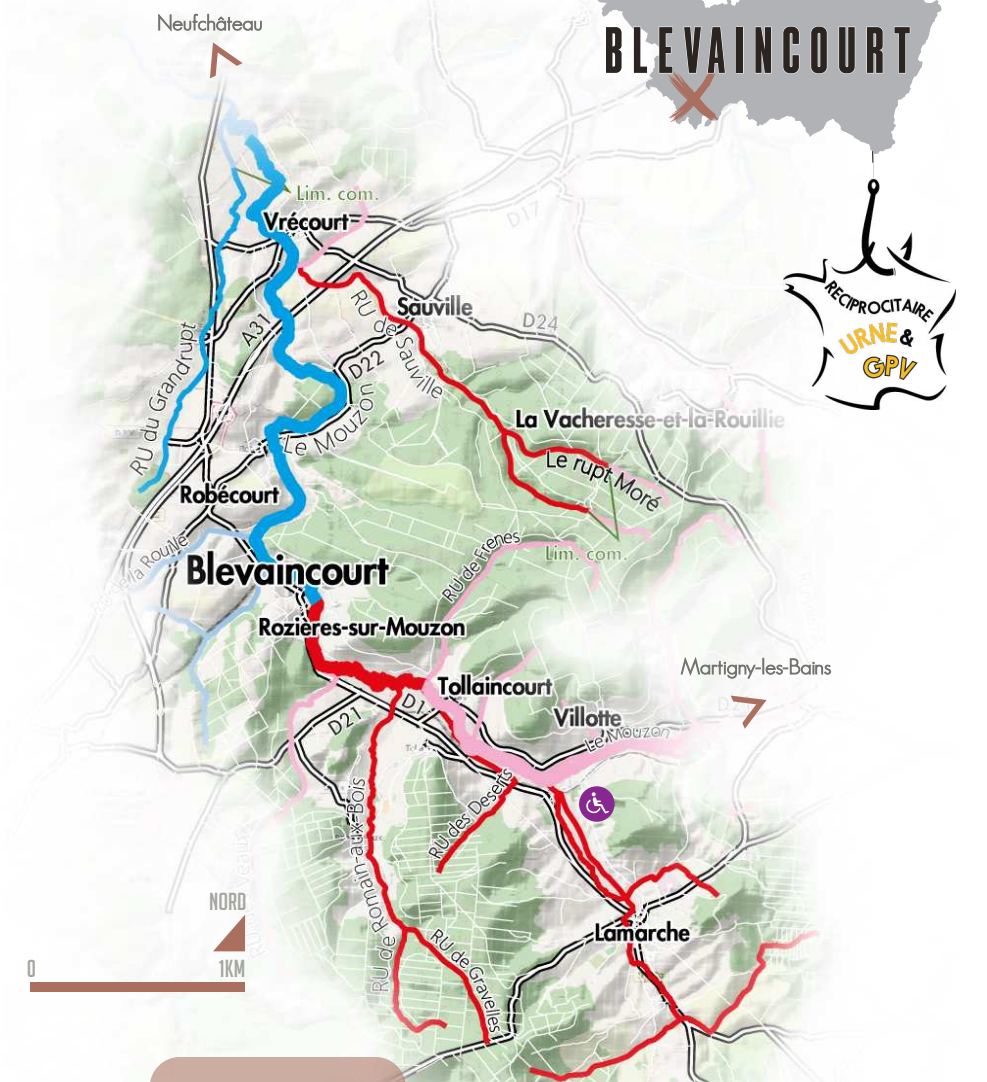 Neufchâteau
BLEVAINCOURT
Lim. com.
Vrécourt
D17
RÉCIPROCITAIRE
URNE &
GPV
Sauville
RU de Sauville
D24
A31
D22
RU du Grandrupt
Le Mouzon
La Vacheresse-et-la-Rouillie
Le rupt Moré
Robécourt
Lim. com.
RU de Frenes
Blevaincourt
Rozières-sur-Mouzon
Martigny-les-Bains
Tollaincourt
D1
D21
Villotte
Le Mouzon
RU des Deserts
RU de Romain-aux-Bois
NORD
0
1KM
Lamarche
RU de Gravelles